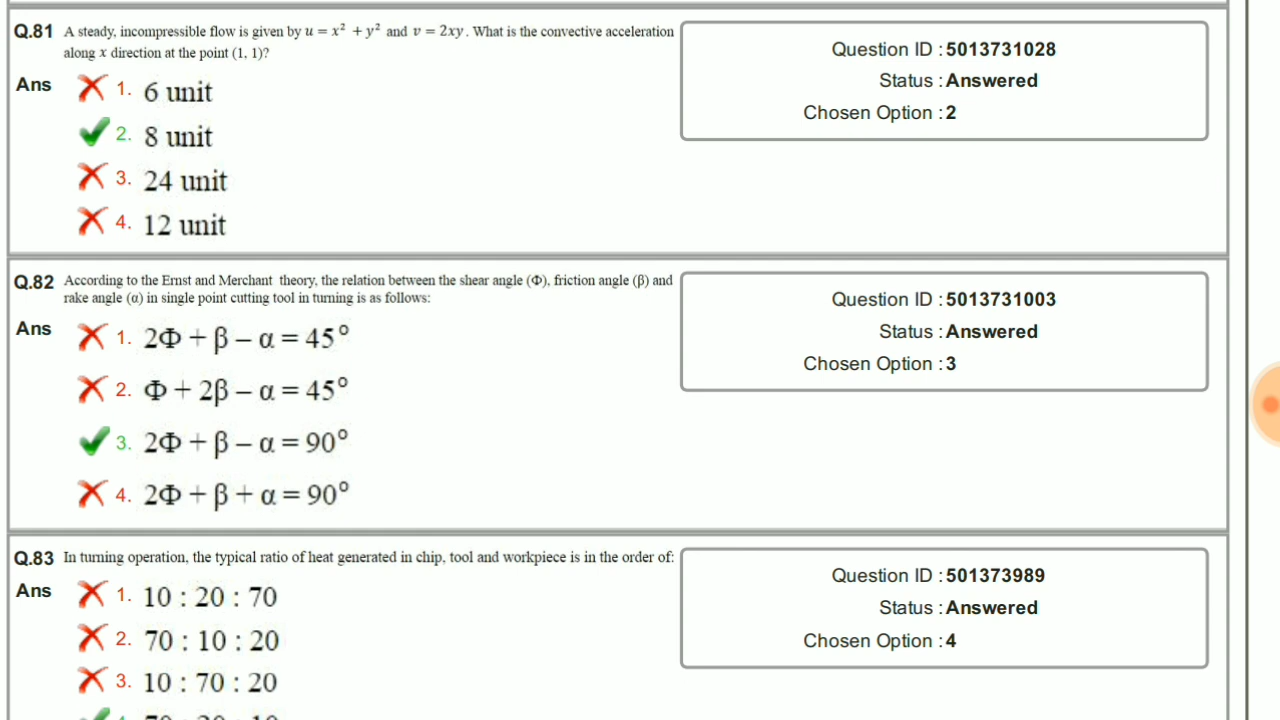 Q.81 A steady, incompressible flow is given by u = x² + y² and v = 2xy. What is the convective acceleration
along x direction at the point (1, 1)?
Question ID : 5013731028
Status : Answered
Chosen Option : 2
Ans 1. 6 unit
2. 8 unit
3. 24 unit
4. 12 unit
Q.82 According to the Ernst and Merchant theory, the relation between the shear angle (Φ), friction angle (β) and
rake angle (α) in single point cutting tool in turning is as follows:
Question ID : 5013731003
Status : Answered
Chosen Option : 3
Ans 1. 2Φ + β – α = 45°
2. Φ + 2β – α = 45°
3. 2Φ + β – α = 90°
4. 2Φ + β + α = 90°
Q.83 In turning operation, the typical ratio of heat generated in chip, tool and workpiece is in the order of:
Question ID : 501373989
Status : Answered
Chosen Option : 4
Ans 1. 10 : 20 : 70
2. 70 : 10 : 20
3. 10 : 70 : 20